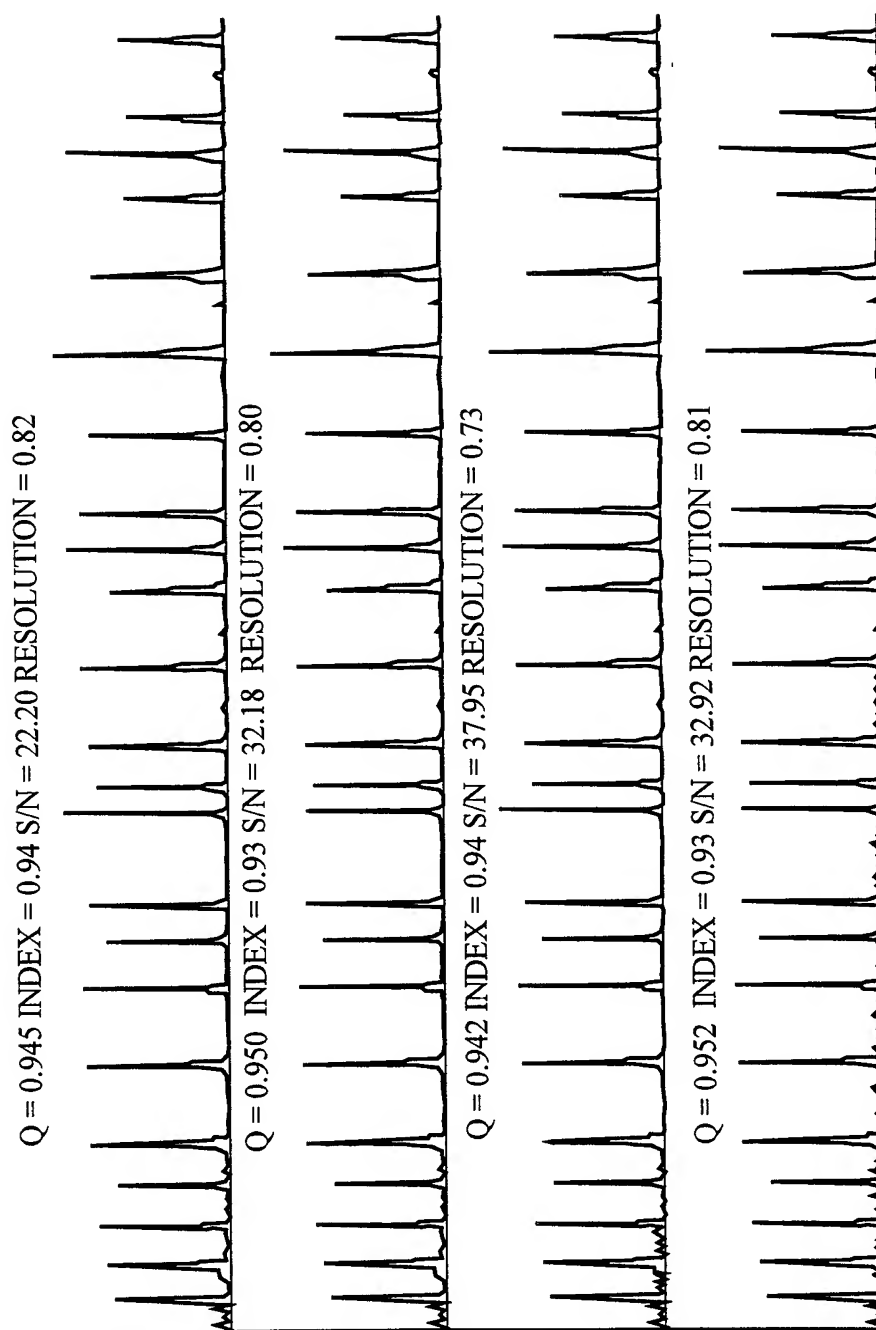 Q = 0.945 INDEX = 0.94 S/N = 22.20 RESOLUTION = 0.82
Q = 0.950 INDEX = 0.93 S/N = 32.18 RESOLUTION = 0.80
Q = 0.942 INDEX = 0.94 S/N = 37.95 RESOLUTION = 0.73
Q = 0.952 INDEX = 0.93 S/N = 32.92 RESOLUTION = 0.81